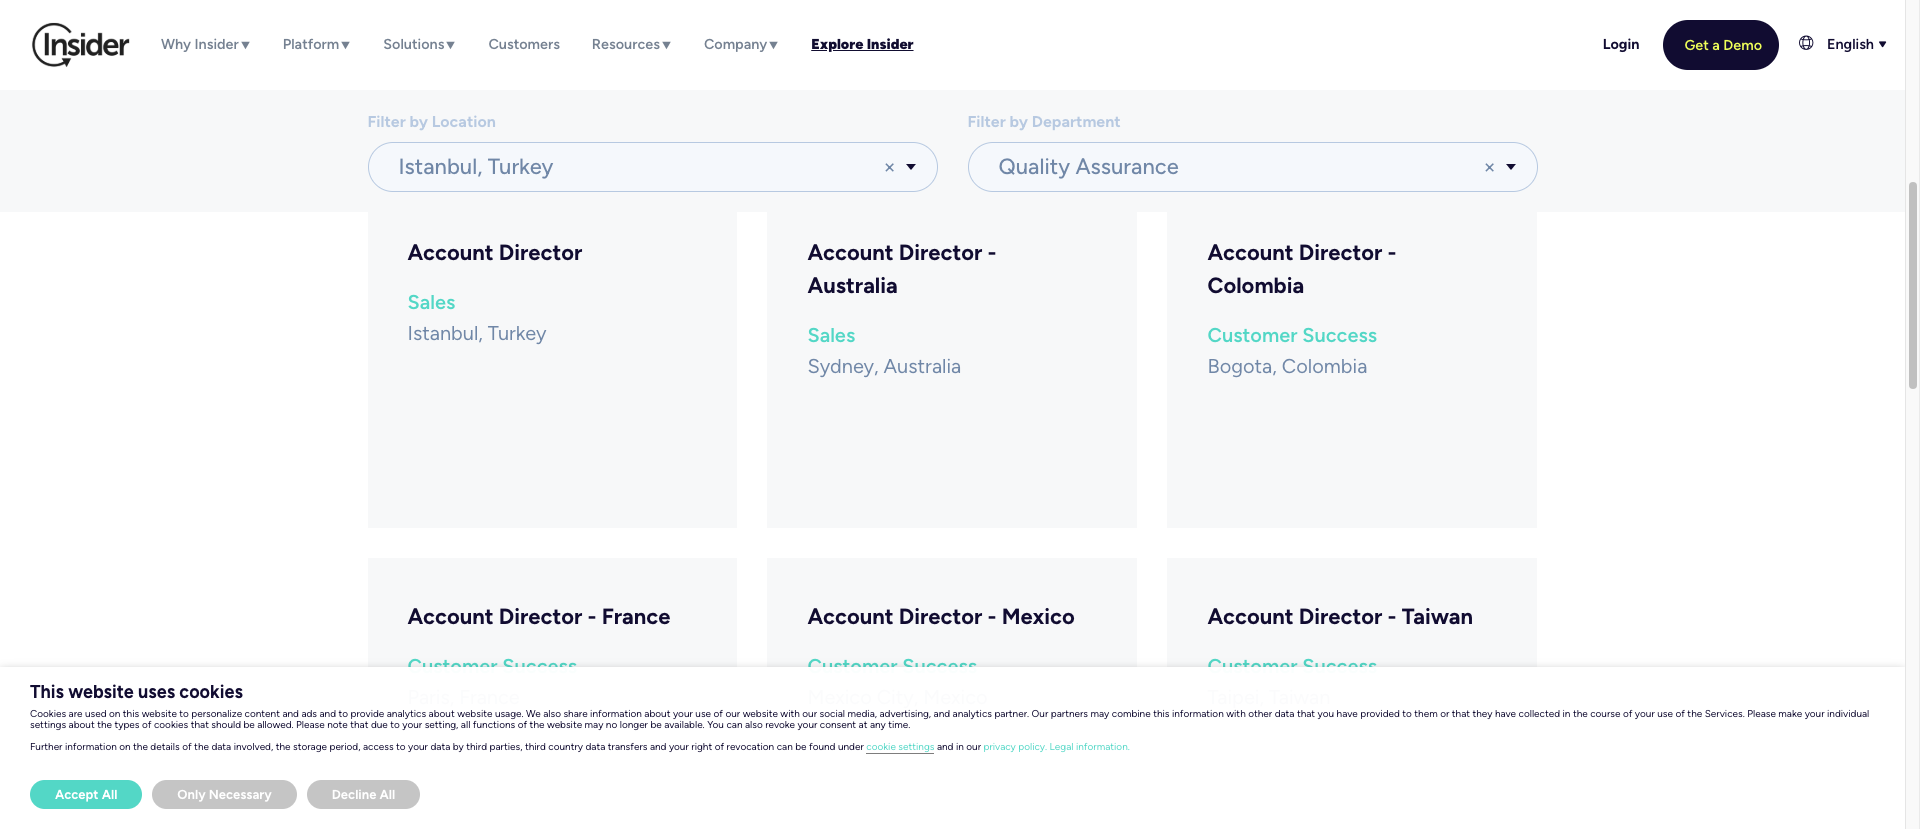 Insider
Why Insider
Platform
Solutions
Customers
Resources
Company
Explore Insider
Login
Get a Demo
English
Filter by Location
Filter by Department
Istanbul, Turkey
×
Quality Assurance
×
Account Director
Sales
Istanbul, Turkey
Account Director -
Australia
Sales
Sydney, Australia
Account Director -
Colombia
Customer Success
Bogota, Colombia
Account Director - France
Customer Success
Paris, France
Account Director - Mexico
Customer Success
Mexico City, Mexico
Account Director - Taiwan
Customer Success
Taipei, Taiwan
This website uses cookies
Cookies are used on this website to personalize content and ads and to provide analytics about website usage. We also share information about your use of our website with our social media, advertising, and analytics partner. Our partners may combine this information with other data that you have provided to them or that they have collected in the course of your use of the Services. Please make your individual
settings about the types of cookies that should be allowed. Please note that due to your setting, all functions of the website may no longer be available. You can also revoke your consent at any time.
Further information on the details of the data involved, the storage period, access to your data by third parties, third country data transfers and your right of revocation can be found under cookie settings and in our privacy policy. Legal information.
Accept All
Only Necessary
Decline All